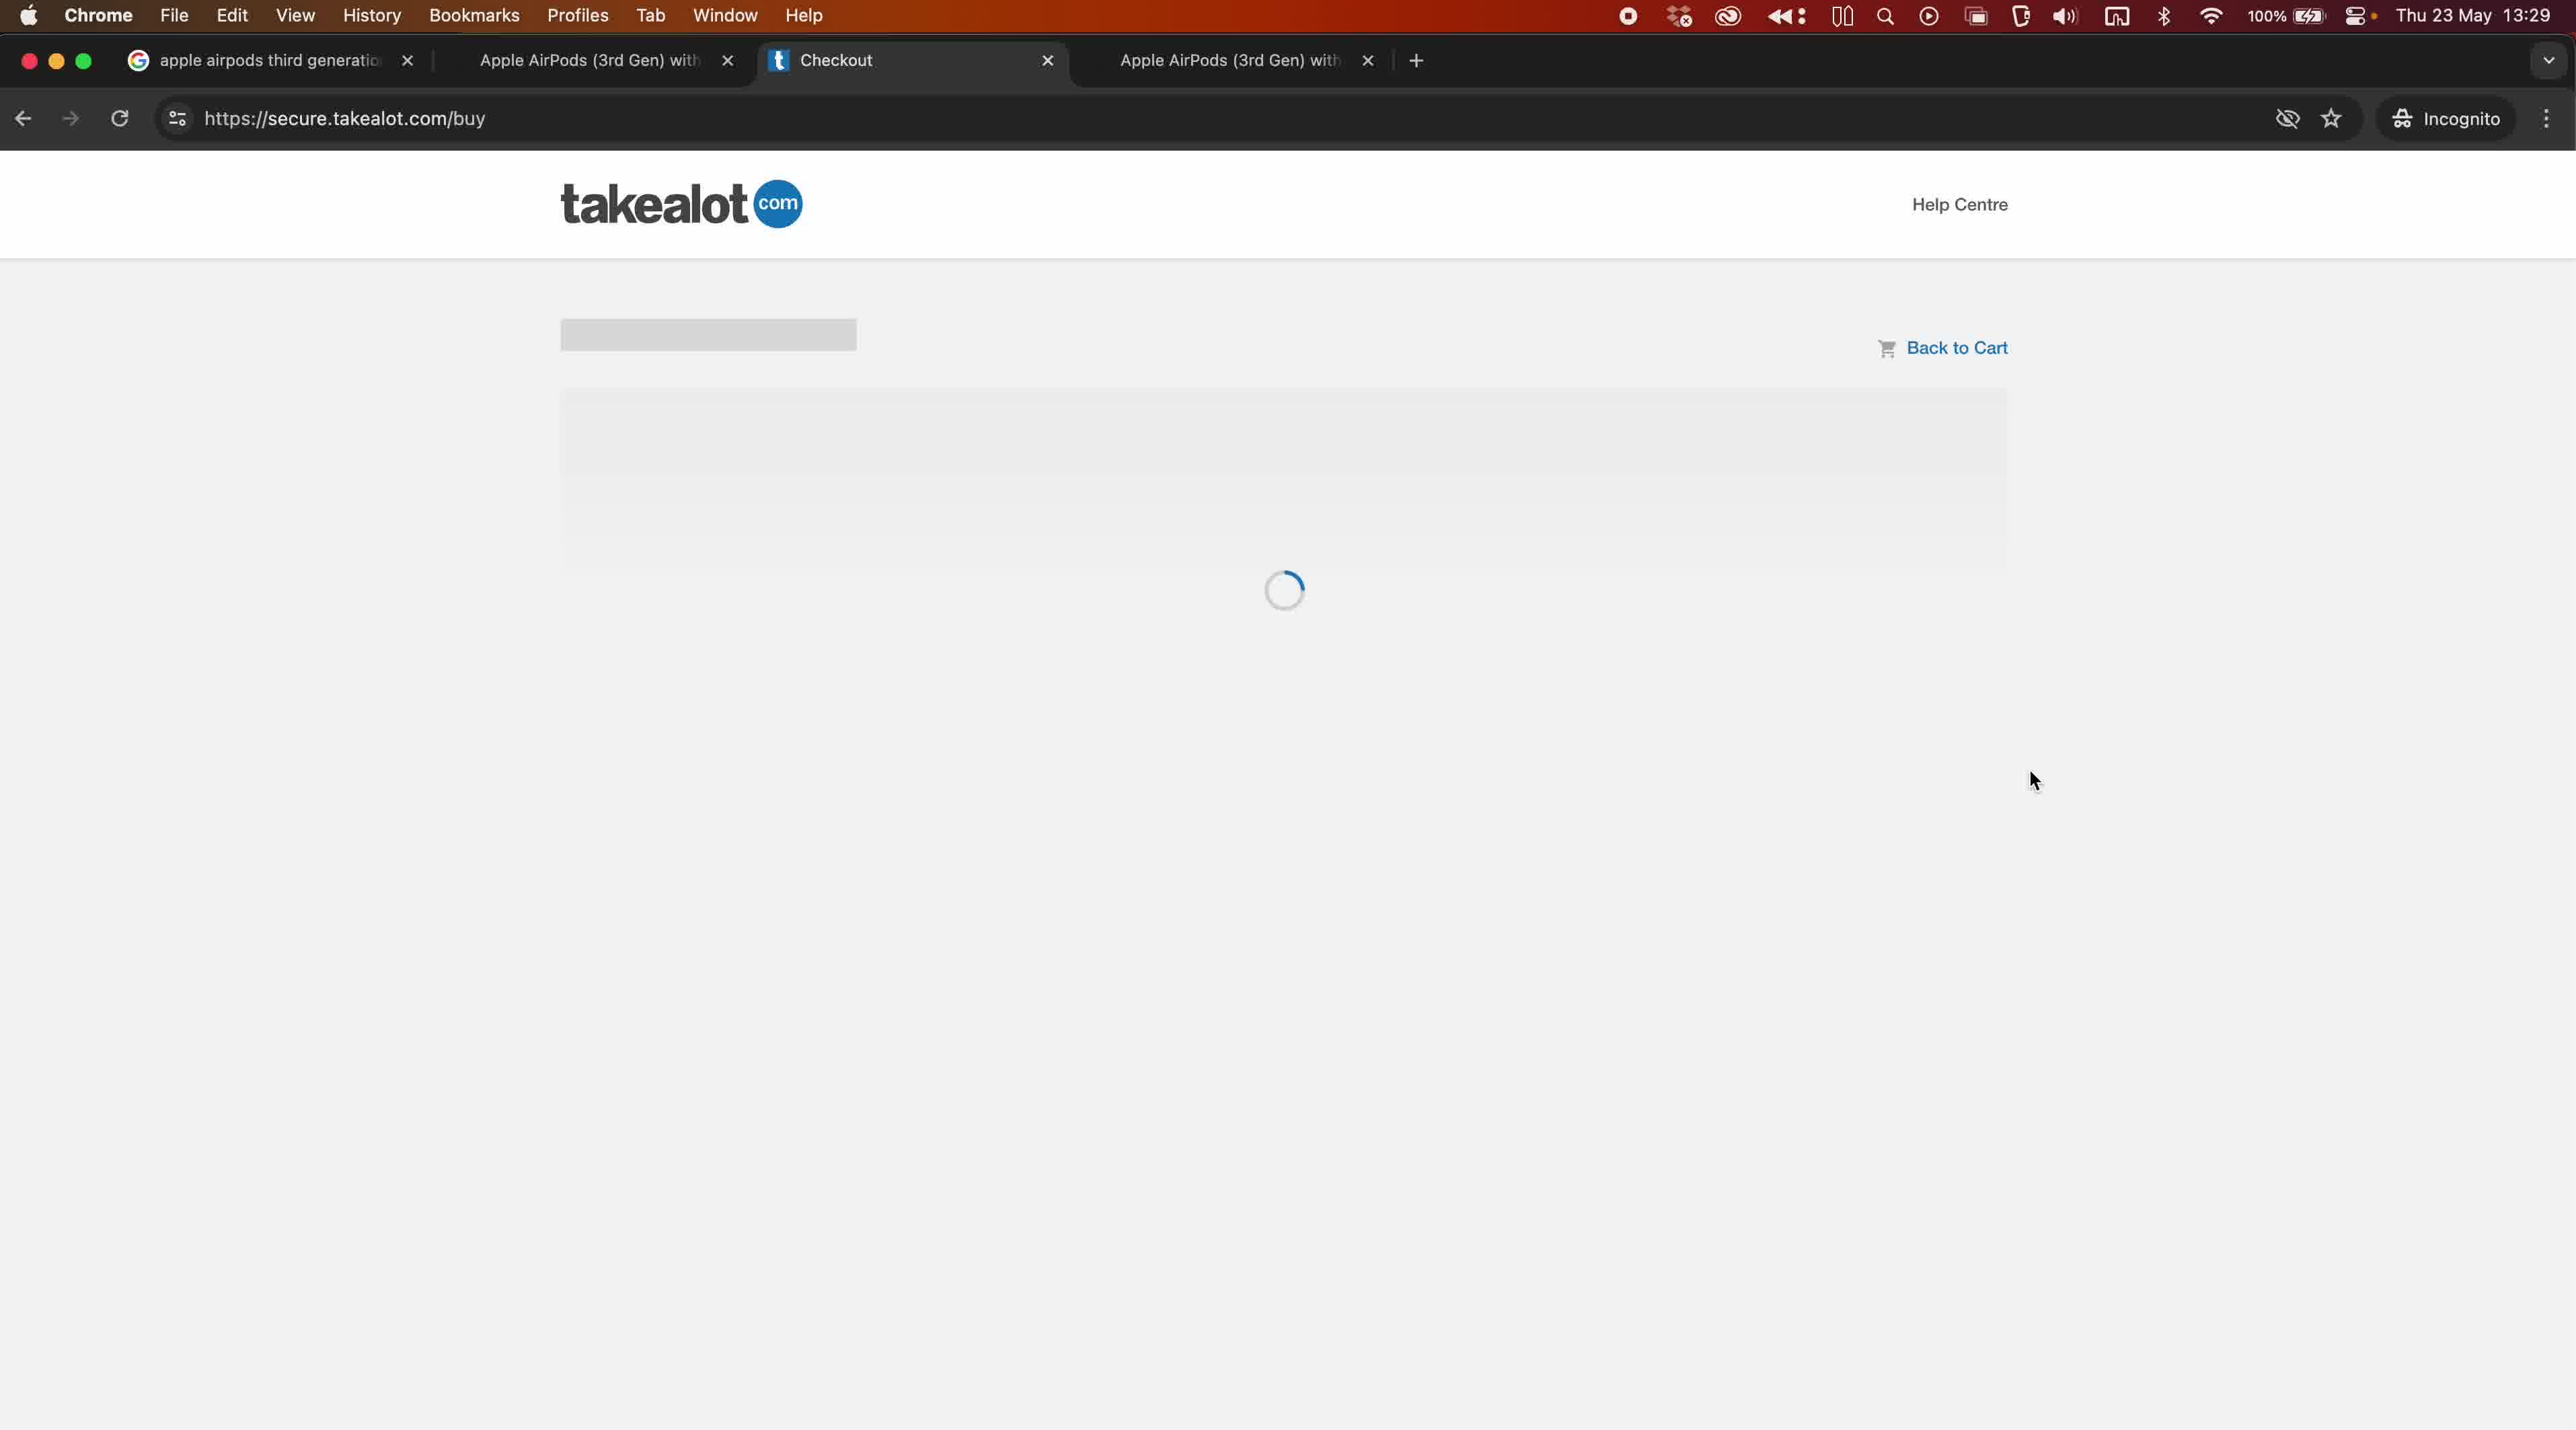 Chrome File Edit View History Bookmarks Profiles Tab Window Help 100% Thu 23 May 13:29
apple airpods third generatio Apple AirPods (3rd Gen) with Checkout Apple AirPods (3rd Gen) with
https://secure.takealot.com/buy Incognito
takealot com Help Centre
Back to Cart